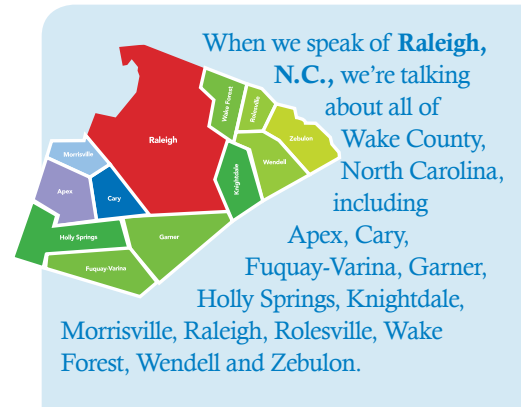 When we speak of Raleigh,
N.C., we’re talking
about all of
Wake County,
North Carolina,
including
Apex, Cary,
Fuquay-Varina, Garner,
Holly Springs, Knightdale,
Morrisville, Raleigh, Rolesville, Wake
Forest, Wendell and Zebulon.
Wake Forest
Rolesville
Zebulon
Raleigh
Morrisville
Wendell
Knightdale
Apex
Cary
Holly Springs
Garner
Fuquay-Varina